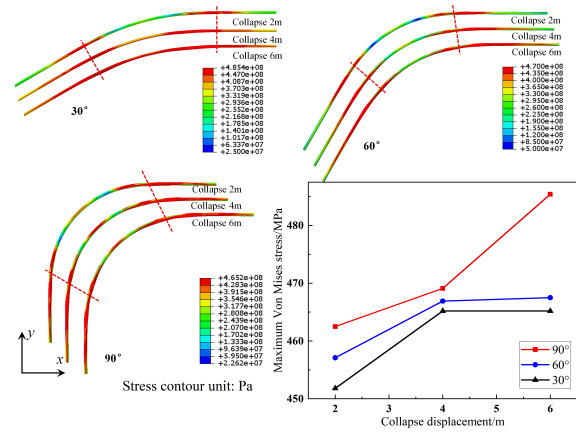 Collapse 2m
Collapse 4m
Collapse 6m
+4.854e+08
+4.470e+08
+4.087e+08
+3.703e+08
+3.319e+08
+2.936e+08
+2.552e+08
+2.168e+08
+1.785e+08
+1.401e+08
+1.017e+08
+6.337e+07
+2.500e+07
30°
Collapse 2m
Collapse 4m
Collapse 6m
+4.700e+08
+4.350e+08
+4.000e+08
+3.650e+08
+3.300e+08
+2.950e+08
+2.600e+08
+2.250e+08
+1.900e+08
+1.550e+08
+1.200e+08
+8.500e+07
+5.000e+07
60°
Collapse 2m
Collapse 4m
Collapse 6m
+4.652e+08
+4.283e+08
+3.915e+08
+3.546e+08
+3.177e+08
+2.808e+08
+2.439e+08
+2.070e+08
+1.702e+08
+1.333e+08
+9.639e+07
+5.950e+07
+2.262e+07
90°
y
x
Stress contour unit: Pa
Maximum Von Mises stress/MPa
480
470
460
450
2
4
6
Collapse displacement/m
90°
60°
30°